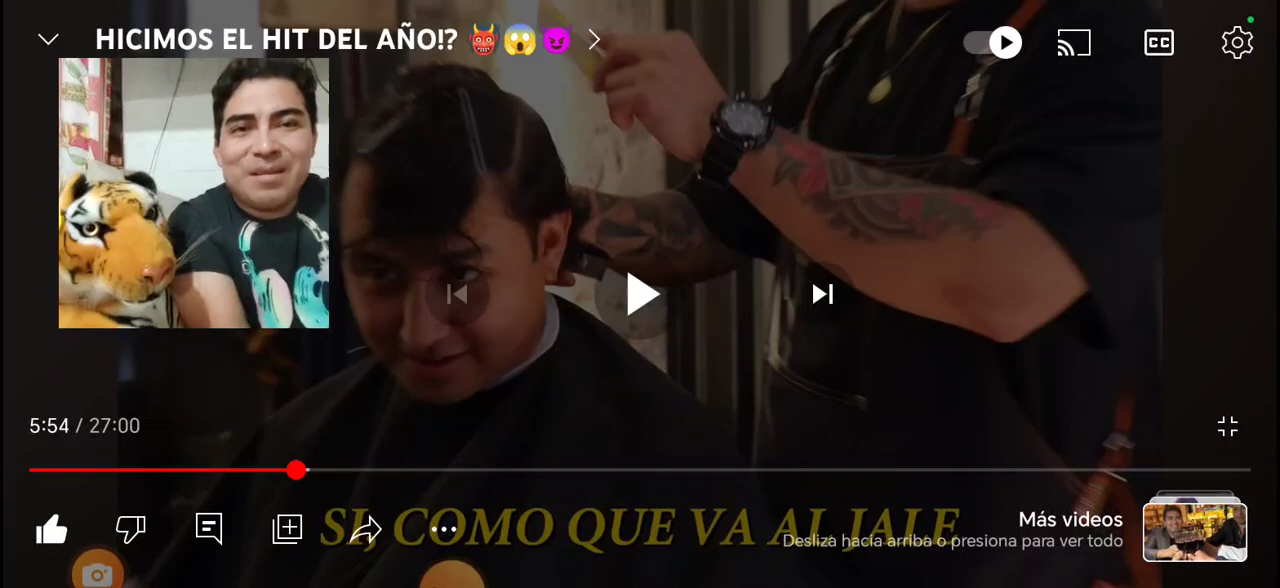 HICIMOS EL HIT DEL AÑO!? 👹😱😈
CC
5:54 / 27:00
SI, COMO QUE VA AL JALE
Más videos
Desliza hacia arriba o presiona para ver todo